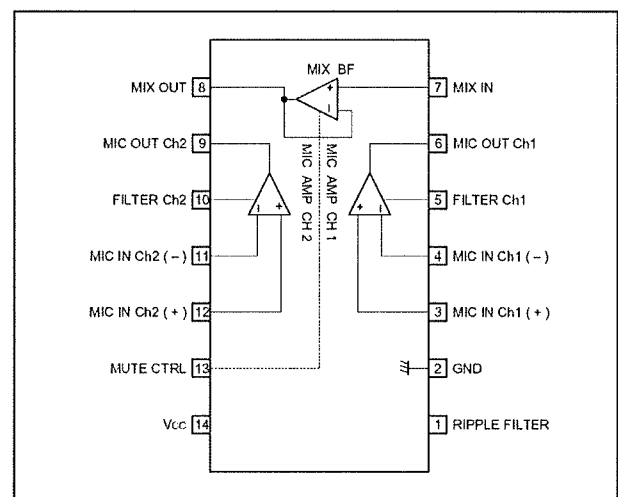 MIX BF
MIX OUT 8
7 MIX IN
+
−
MIC OUT Ch2 9
6 MIC OUT Ch1
MIC AMP CH 2
MIC AMP CH 1
FILTER Ch2 10
5 FILTER Ch1
− +
+ −
MIC IN Ch2 ( − ) 11
4 MIC IN Ch1 ( − )
MIC IN Ch2 ( + ) 12
3 MIC IN Ch1 ( + )
MUTE CTRL 13
2 GND
Vcc 14
1 RIPPLE FILTER